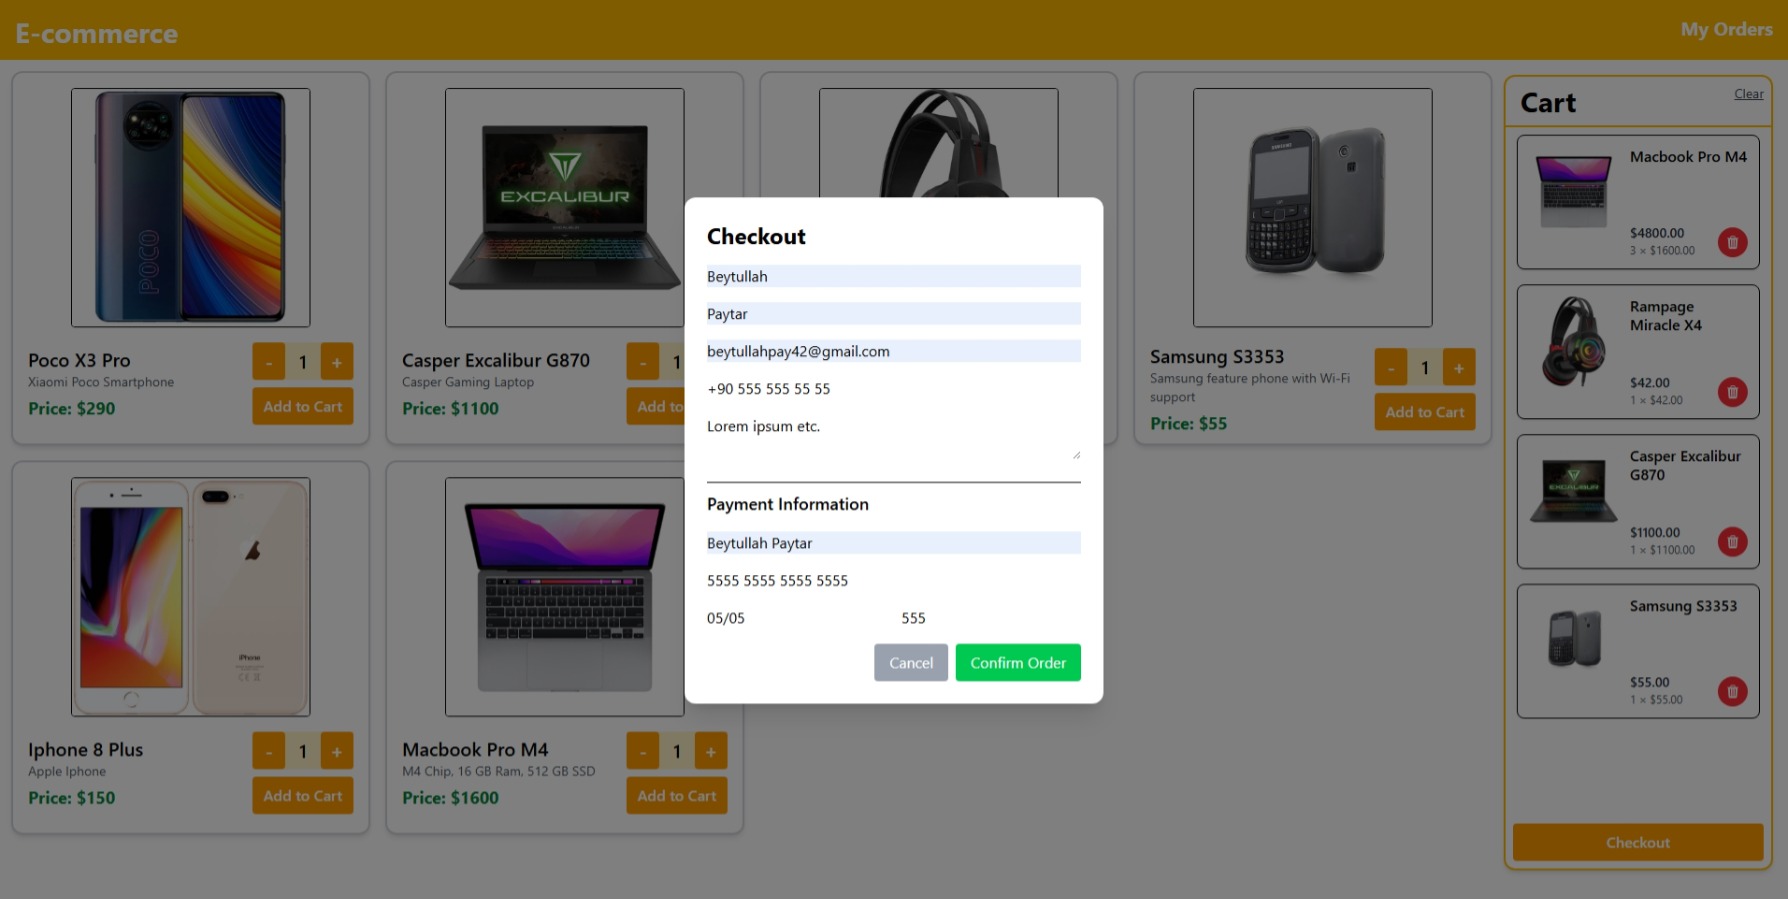 E-commerce
My Orders
POCO
Poco X3 Pro
Xiaomi Poco Smartphone
Price: $290
- 1 +
Add to Cart
EXCALIBUR
Casper Excalibur G870
Casper Gaming Laptop
Price: $1100
- 1
Add to
SAMSUNG
Samsung S3353
Samsung feature phone with Wi-Fi
support
Price: $55
- 1 +
Add to Cart
iPhone
Iphone 8 Plus
Apple Iphone
Price: $150
- 1 +
Add to Cart
Macbook Pro M4
M4 Chip, 16 GB Ram, 512 GB SSD
Price: $1600
- 1 +
Add to Cart
Checkout
Beytullah
Paytar
beytullahpay42@gmail.com
+90 555 555 55 55
Lorem ipsum etc.
Payment Information
Beytullah Paytar
5555 5555 5555 5555
05/05 555
Cancel Confirm Order
Cart
Clear
Macbook Pro M4
$4800.00
3 × $1600.00
Rampage
Miracle X4
$42.00
1 × $42.00
Casper Excalibur
G870
EXCALIBUR
$1100.00
1 × $1100.00
Samsung S3353
$55.00
1 × $55.00
Checkout